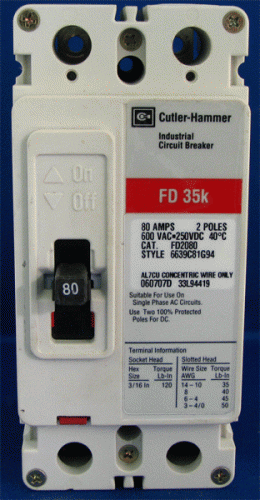 Cutler-Hammer
Industrial
Circuit Breaker
FD 35k
On
Off
80
80 AMPS 2 POLES
600 VAC•250VDC 40°C
CAT. FD2080
STYLE 6639C81G94
AL7CU CONCENTRIC WIRE ONLY
060707D 33L94419
Suitable For Use On
Single Phase AC Circuits.
Use Two 100% Protected
Poles For DC.
Terminal Information
Socket Head Slotted Head
Hex Torque Wire Size Torque
Size Lb-In AWG Lb-In
3/16 In 120 14 - 10 35
8 40
6 - 4 45
3 - 4/0 50